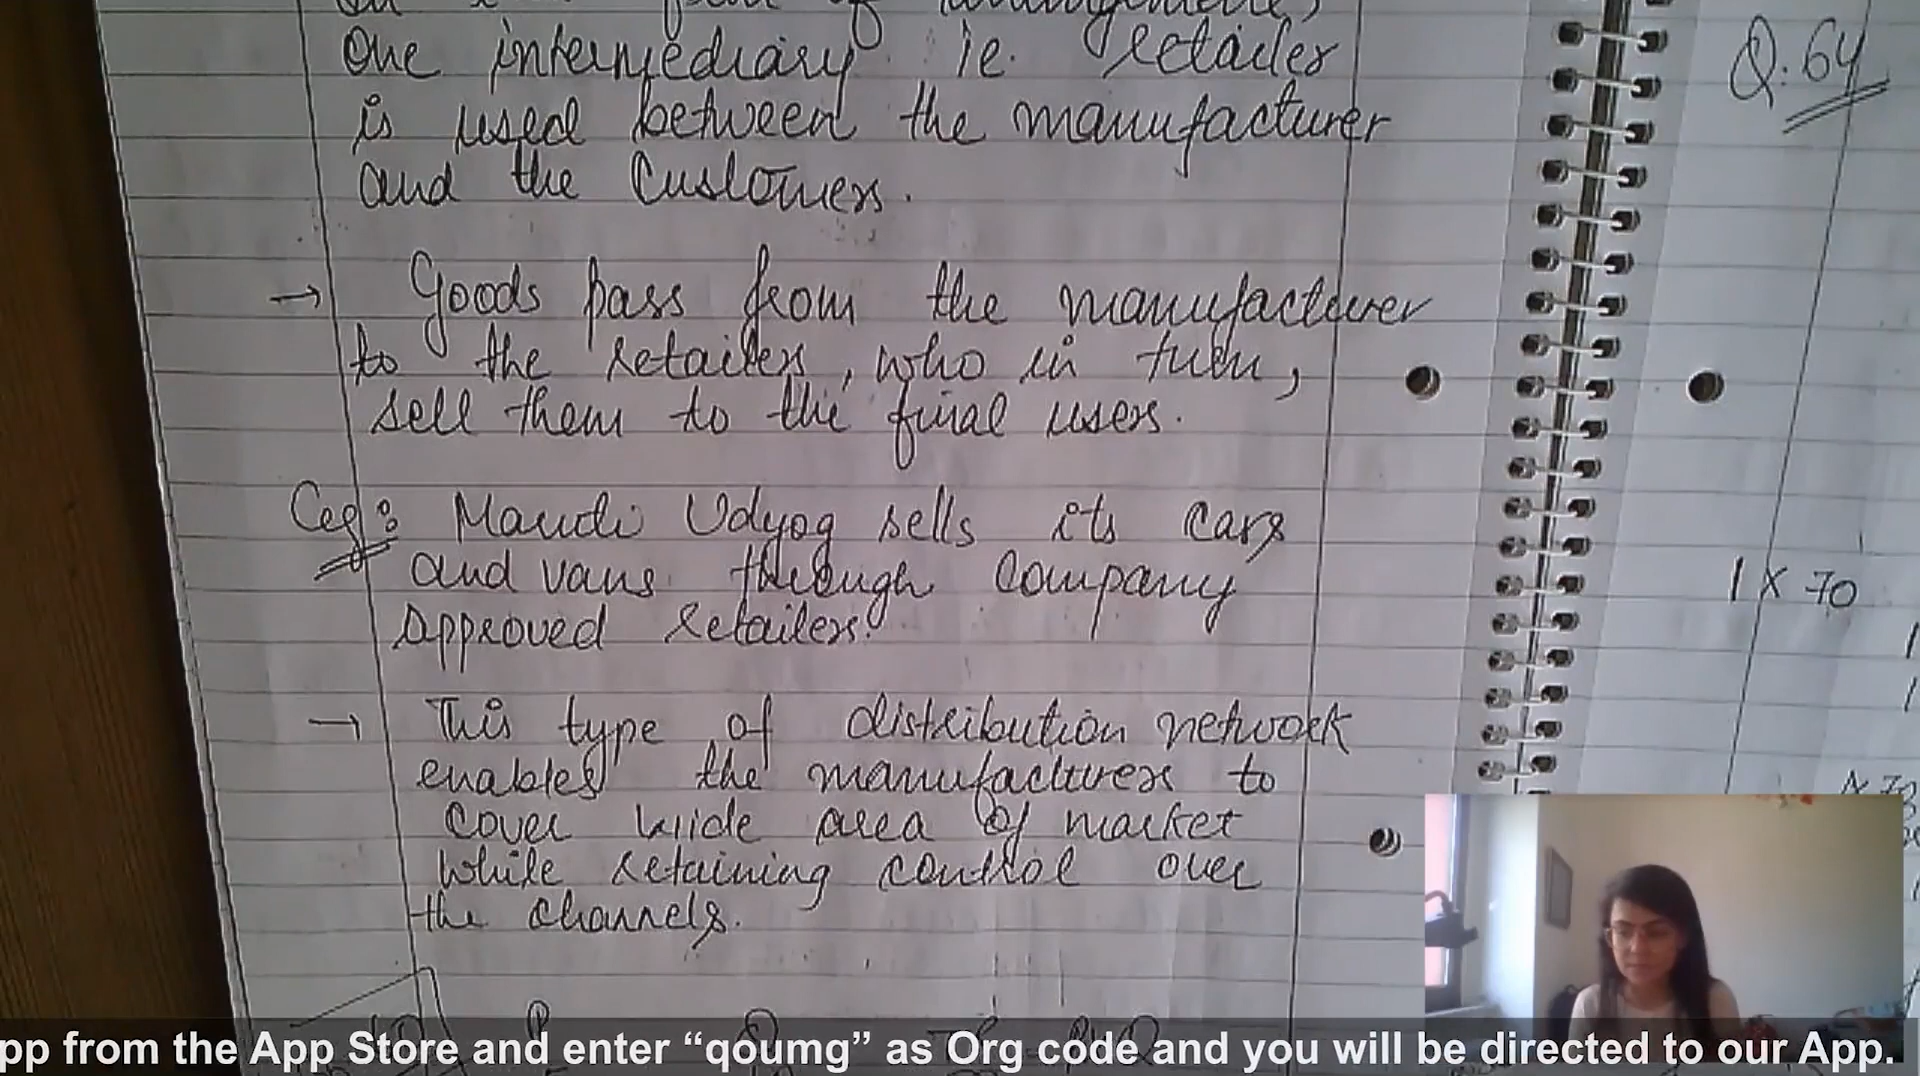 one intermediary ie. retailer
is used between the manufacturer
and the customers.
→ Goods pass from the manufacturer
to the retailers, who in turn,
sell them to the final users.
eg: Maruti Udyog sells its cars
and vans through company
approved retailers.
→ This type of distribution network
enables the manufacturers to
cover wide area of market
while retaining control over
the channels.
Q. 64
1 X 70
pp from the App Store and enter “qoumg” as Org code and you will be directed to our App.